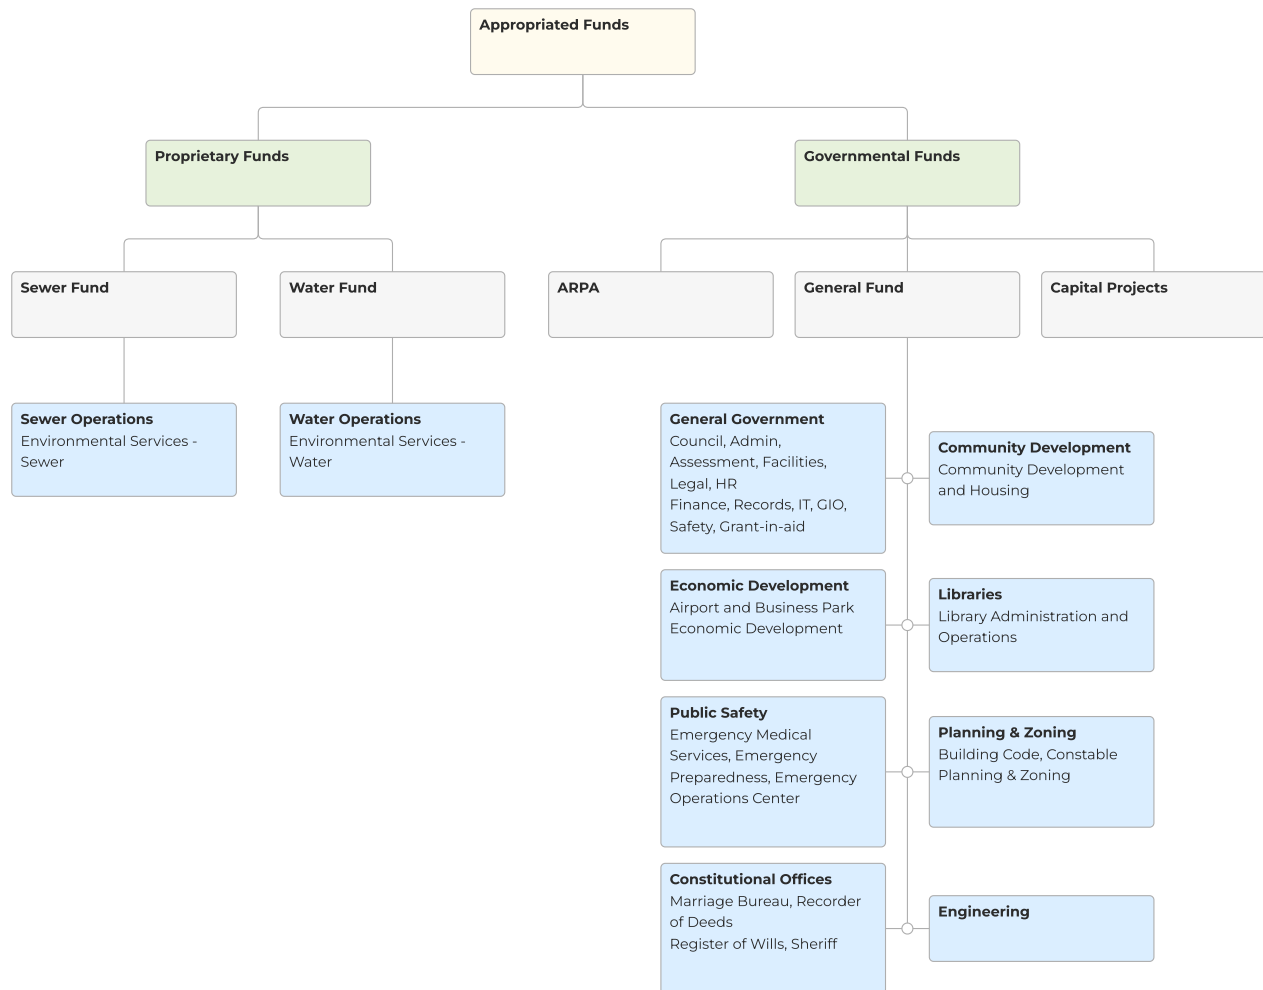 Appropriated Funds
Proprietary Funds
Governmental Funds
Sewer Fund
Water Fund
ARPA
General Fund
Capital Projects
Sewer Operations
Environmental Services -
Sewer
Water Operations
Environmental Services -
Water
General Government
Council, Admin,
Assessment, Facilities,
Legal, HR
Finance, Records, IT, GIO,
Safety, Grant-in-aid
Community Development
Community Development
and Housing
Economic Development
Airport and Business Park
Economic Development
Libraries
Library Administration and
Operations
Public Safety
Emergency Medical
Services, Emergency
Preparedness, Emergency
Operations Center
Planning & Zoning
Building Code, Constable
Planning & Zoning
Constitutional Offices
Marriage Bureau, Recorder
of Deeds
Register of Wills, Sheriff
Engineering